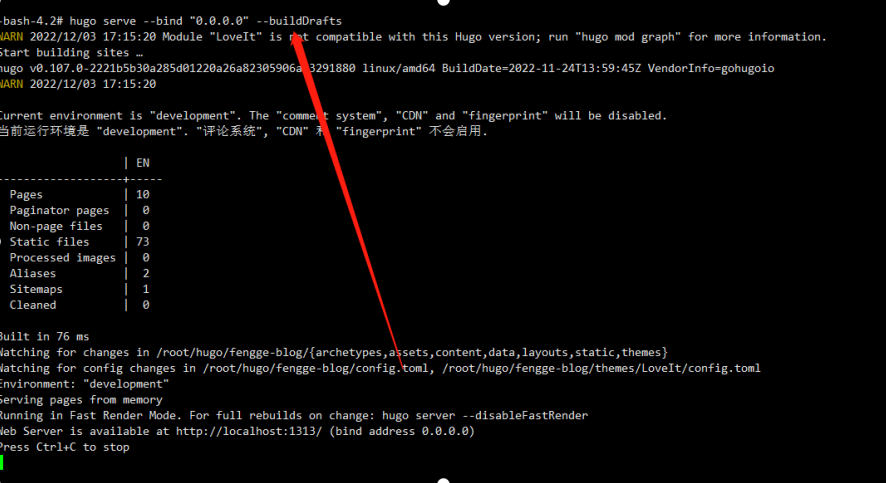 -bash-4.2# hugo serve --bind "0.0.0.0" --buildDrafts
WARN 2022/12/03 17:15:20 Module "LoveIt" is not compatible with this Hugo version; run "hugo mod graph" for more information.
Start building sites …
hugo v0.107.0-2221b5b30a285d01220a26a82305906a 3291880 linux/amd64 BuildDate=2022-11-24T13:59:45Z VendorInfo=gohugoio
WARN 2022/12/03 17:15:20
Current environment is "development". The "comment system", "CDN" and "fingerprint" will be disabled.
当前运行环境是 "development". "评论系统", "CDN" 和 "fingerprint" 不会启用.
| EN
-------------------+-----
Pages | 10
Paginator pages | 0
Non-page files | 0
Static files | 73
Processed images | 0
Aliases | 2
Sitemaps | 1
Cleaned | 0
Built in 76 ms
Watching for changes in /root/hugo/fengge-blog/{archetypes,assets,content,data,layouts,static,themes}
Watching for config changes in /root/hugo/fengge-blog/config.toml, /root/hugo/fengge-blog/themes/LoveIt/config.toml
Environment: "development"
Serving pages from memory
Running in Fast Render Mode. For full rebuilds on change: hugo server --disableFastRender
Web Server is available at http://localhost:1313/ (bind address 0.0.0.0)
Press Ctrl+C to stop